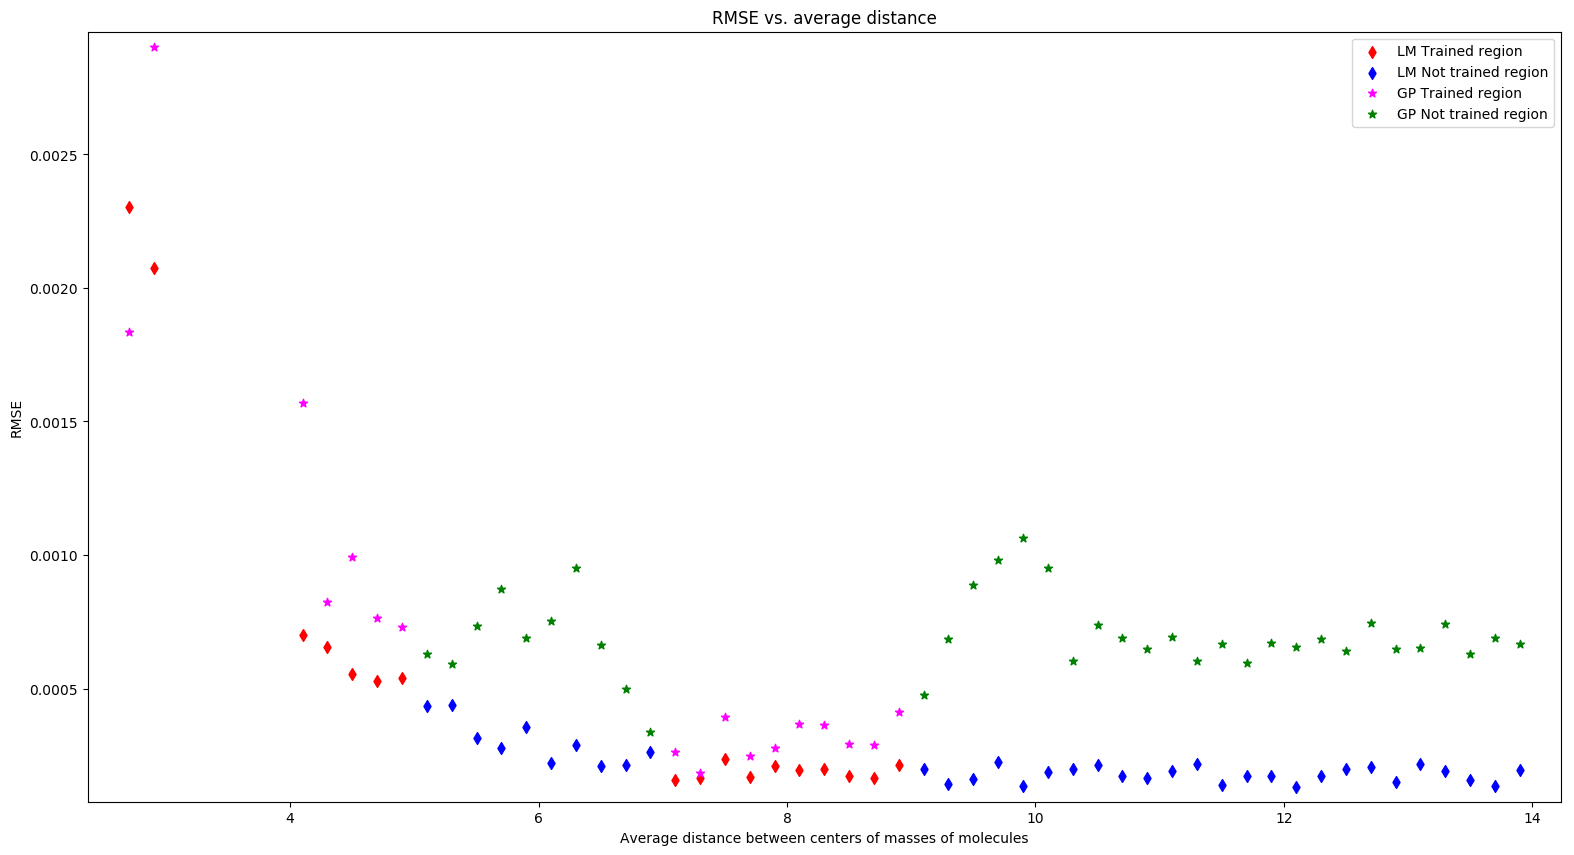 RMSE vs. average distance
LM Trained region
LM Not trained region
GP Trained region
GP Not trained region
0.0025
0.0020
0.0015
0.0010
0.0005
RMSE
4 6 8 10 12 14
Average distance between centers of masses of molecules